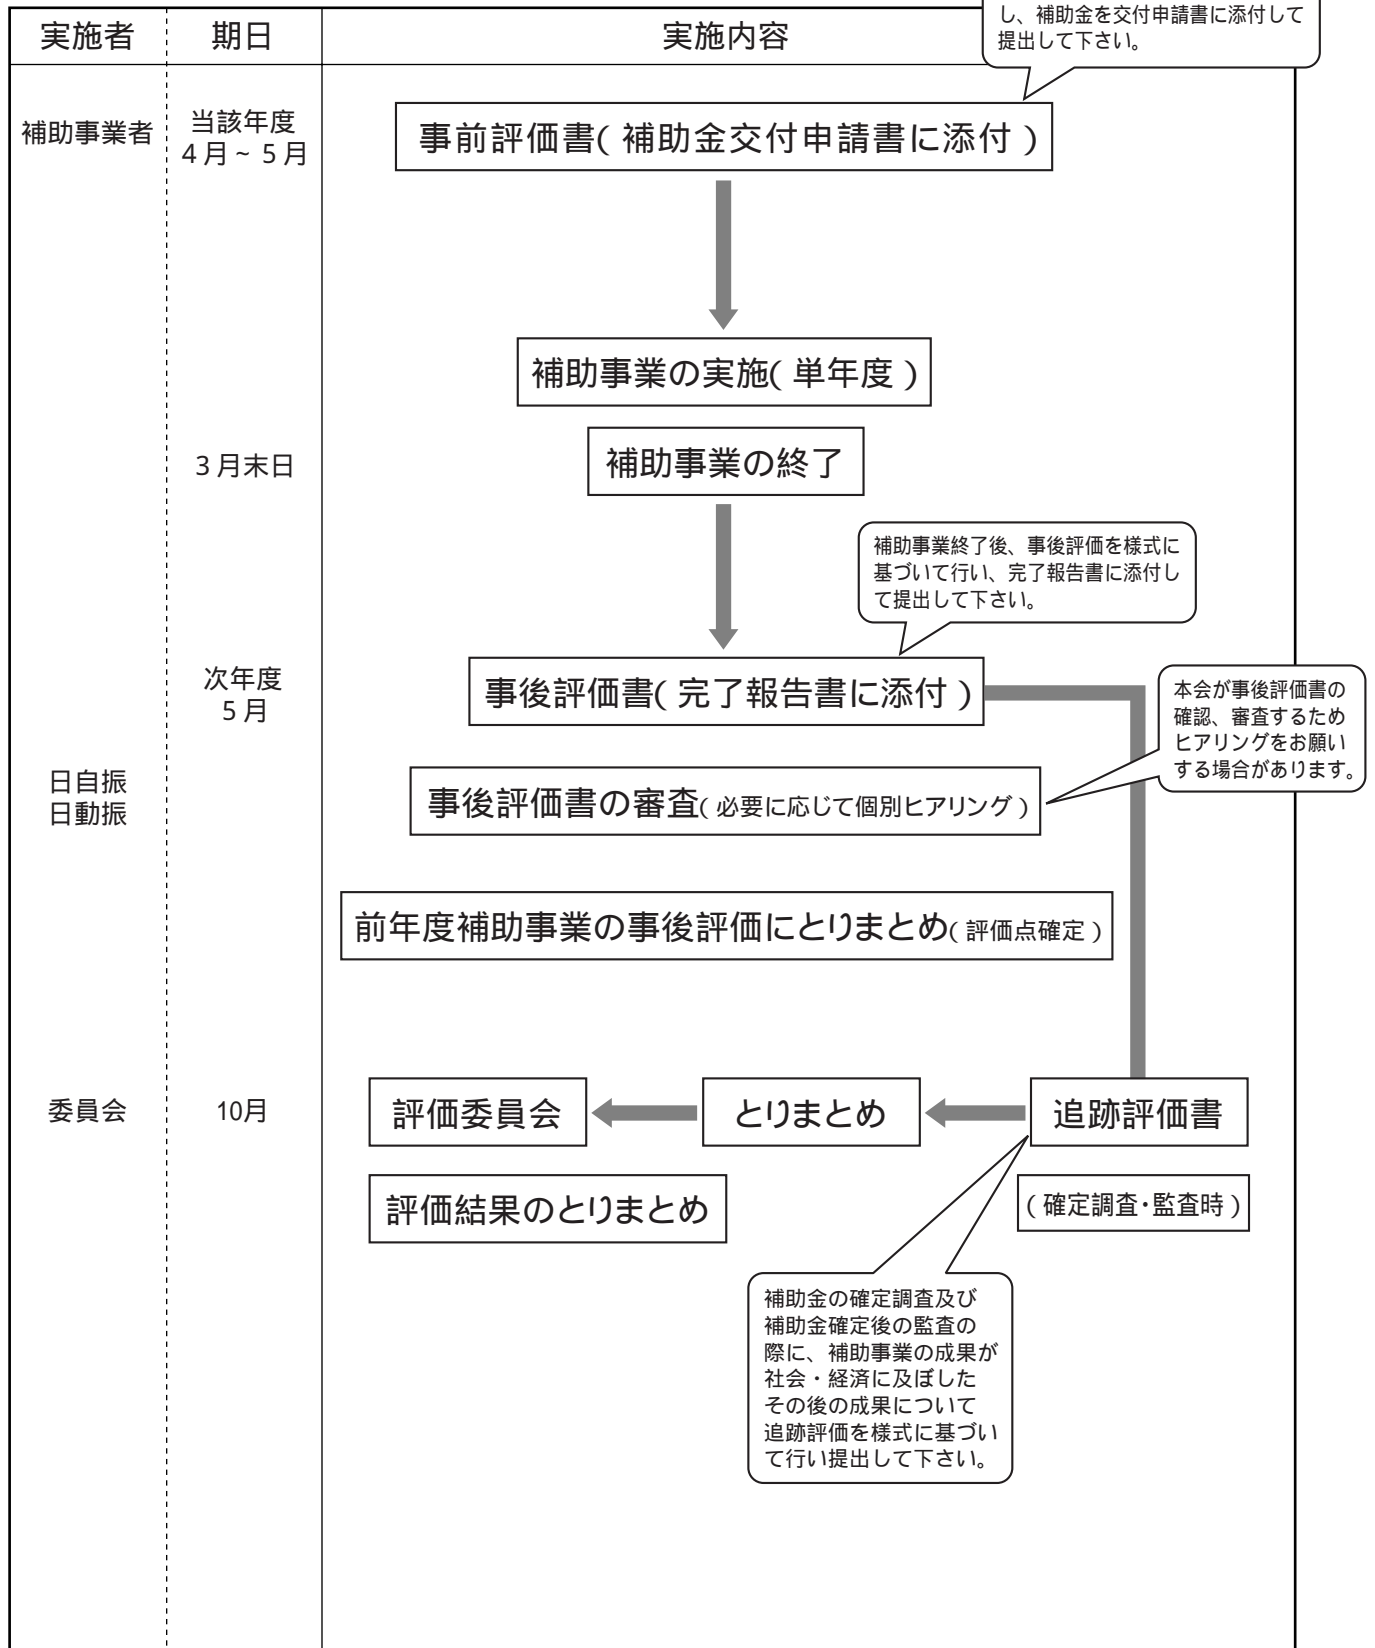 し、補助金を交付申請書に添付して
提出して下さい。
実施者 期日 実施内容
補助事業者
当該年度
4月～5月
事前評価書(補助金交付申請書に添付)
補助事業の実施(単年度)
3月末日
補助事業の終了
補助事業終了後、事後評価を様式に
基づいて行い、完了報告書に添付し
て提出して下さい。
次年度
5月
事後評価書(完了報告書に添付)
本会が事後評価書の
確認、審査するため
ヒアリングをお願い
する場合があります。
日自振
日動振
事後評価書の審査(必要に応じて個別ヒアリング)
前年度補助事業の事後評価にとりまとめ(評価点確定)
委員会
10月
評価委員会
とりまとめ
追跡評価書
評価結果のとりまとめ
(確定調査・監査時)
補助金の確定調査及び
補助金確定後の監査の
際に、補助事業の成果が
社会・経済に及ぼした
その後の成果について
追跡評価を様式に基づい
て行い提出して下さい。